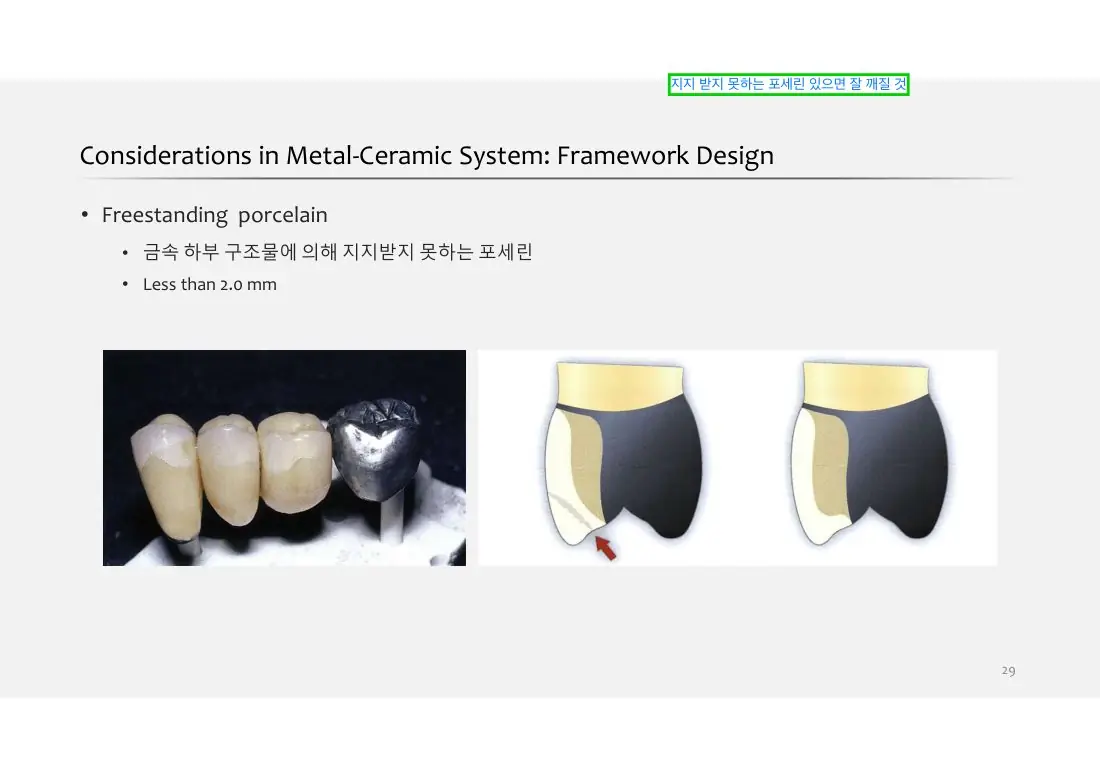 지지 받지 못하는 포세린 있으면 잘 깨질 것
Considerations in Metal-Ceramic System: Framework Design
• Freestanding porcelain
• 금속 하부 구조물에 의해 지지받지 못하는 포세린
• Less than 2.0 mm
29